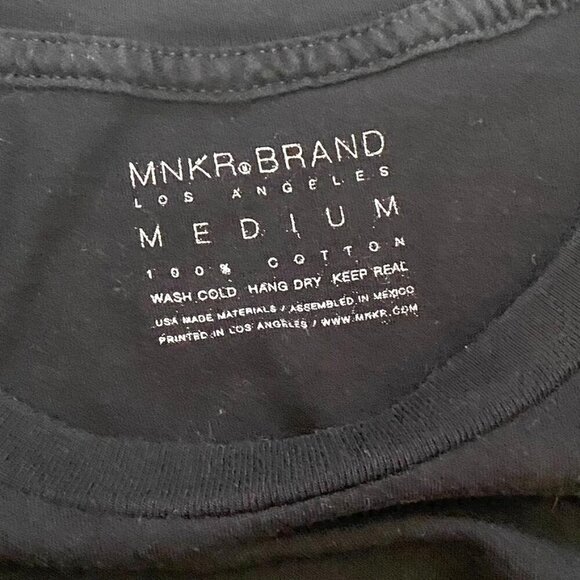 MNKR® BRAND
LOS ANGELES
MEDIUM
100% COTTON
WASH COLD HANG DRY KEEP REAL
USA MADE MATERIALS / ASSEMBLED IN MEXICO
PRINTED IN LOS ANGELES / WWW.MNKR.COM